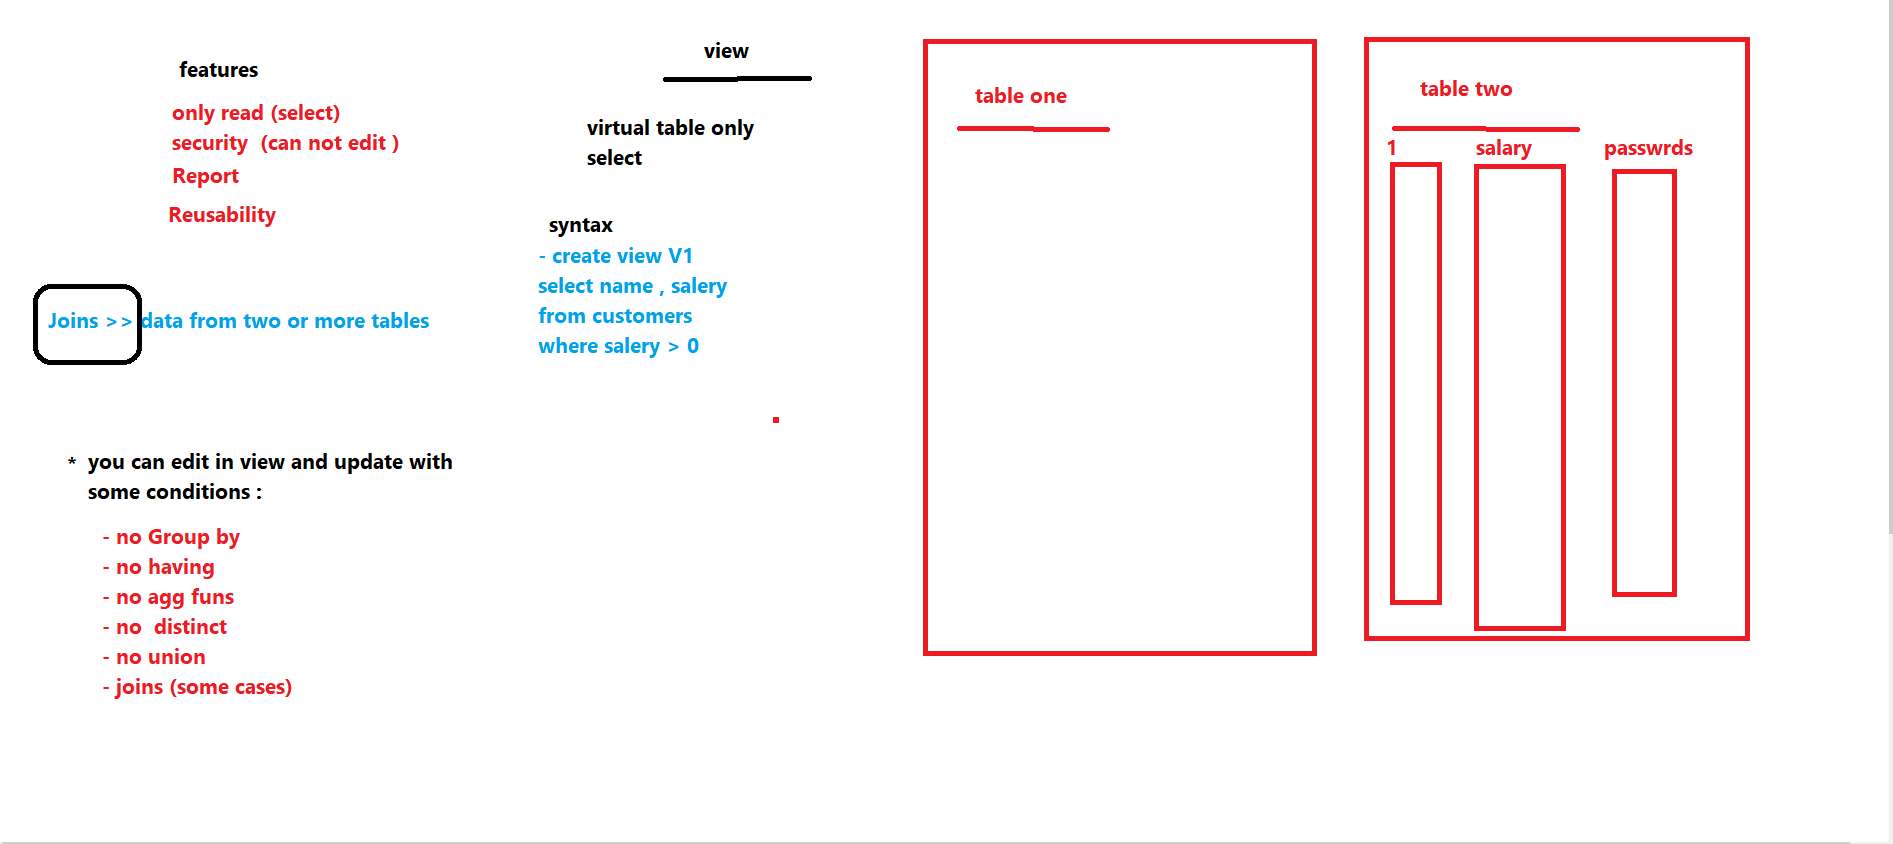 features
only read (select)
security  (can not edit )
Report
Reusability
Joins >> data from two or more tables
* you can edit in view and update with
some conditions :
- no Group by
- no having
- no agg funs
- no  distinct
- no union
- joins (some cases)
view
virtual table only
select
syntax
- create view V1
select name , salery
from customers
where salery > 0
table one
table two
1 salary passwrds